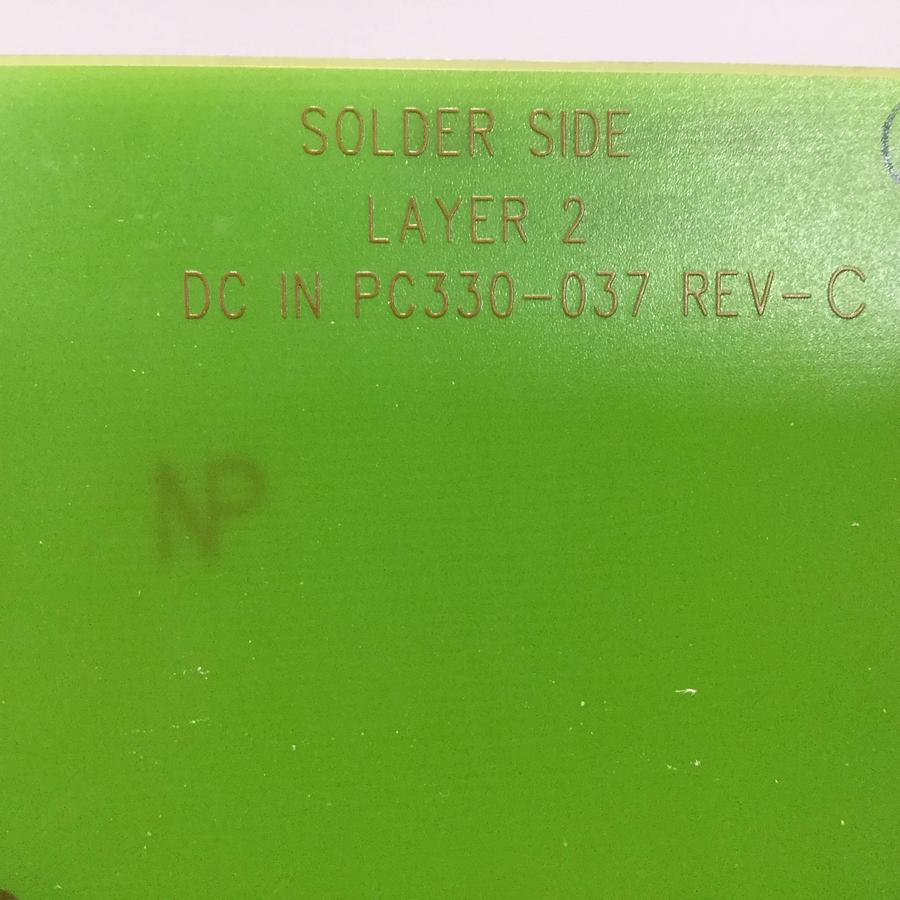 SOLDER SIDE
LAYER 2
DC IN PC330-037 REV-C
NP